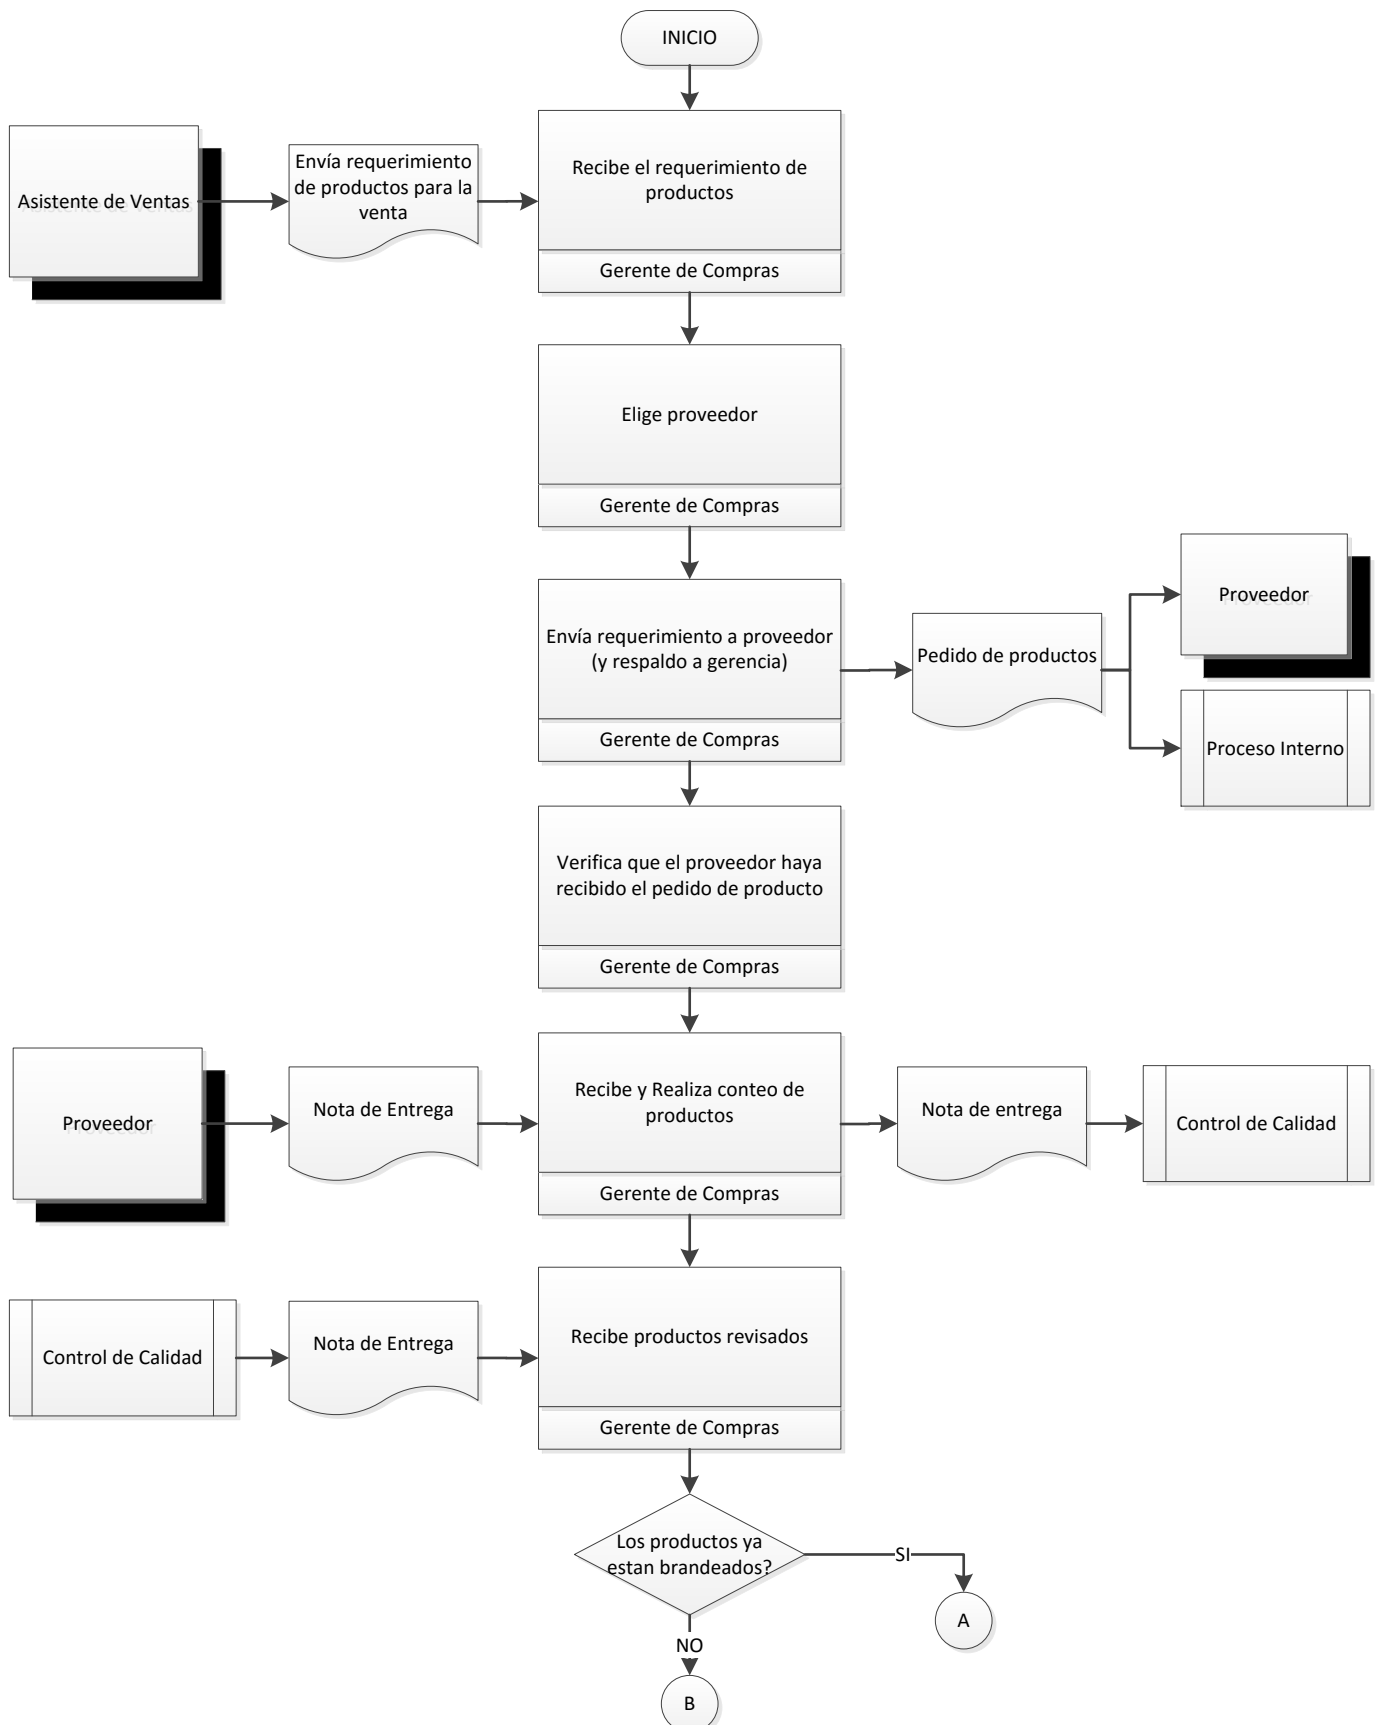 INICIO
Asistente de Ventas
Envía requerimiento
de productos para la
venta
Recibe el requerimiento de
productos
Gerente de Compras
Elige proveedor
Gerente de Compras
Envía requerimiento a proveedor
(y respaldo a gerencia)
Gerente de Compras
Pedido de productos
Proveedor
Proceso Interno
Verifica que el proveedor haya
recibido el pedido de producto
Gerente de Compras
Proveedor
Nota de Entrega
Recibe y Realiza conteo de
productos
Gerente de Compras
Nota de entrega
Control de Calidad
Control de Calidad
Nota de Entrega
Recibe productos revisados
Gerente de Compras
Los productos ya
estan brandeados?
SI
A
NO
B